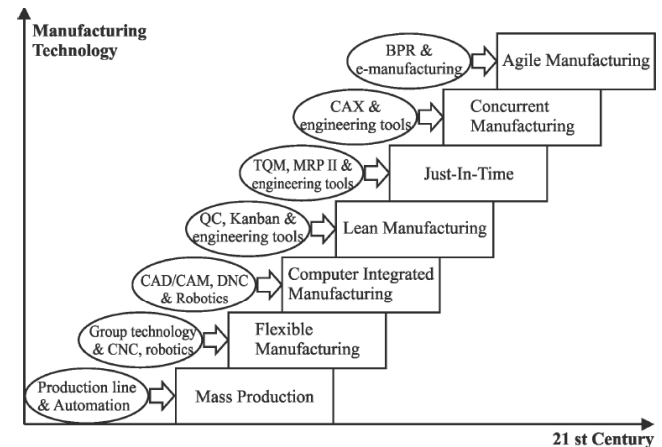 Manufacturing
Technology
BPR &
e-manufacturing
Agile Manufacturing
CAX &
engineering tools
Concurrent
Manufacturing
TQM, MRP II &
engineering tools
Just-In-Time
QC, Kanban &
engineering tools
Lean Manufacturing
CAD/CAM, DNC
& Robotics
Computer Integrated
Manufacturing
Group technology
& CNC, robotics
Flexible
Manufacturing
Production line
& Automation
Mass Production
21 st Century